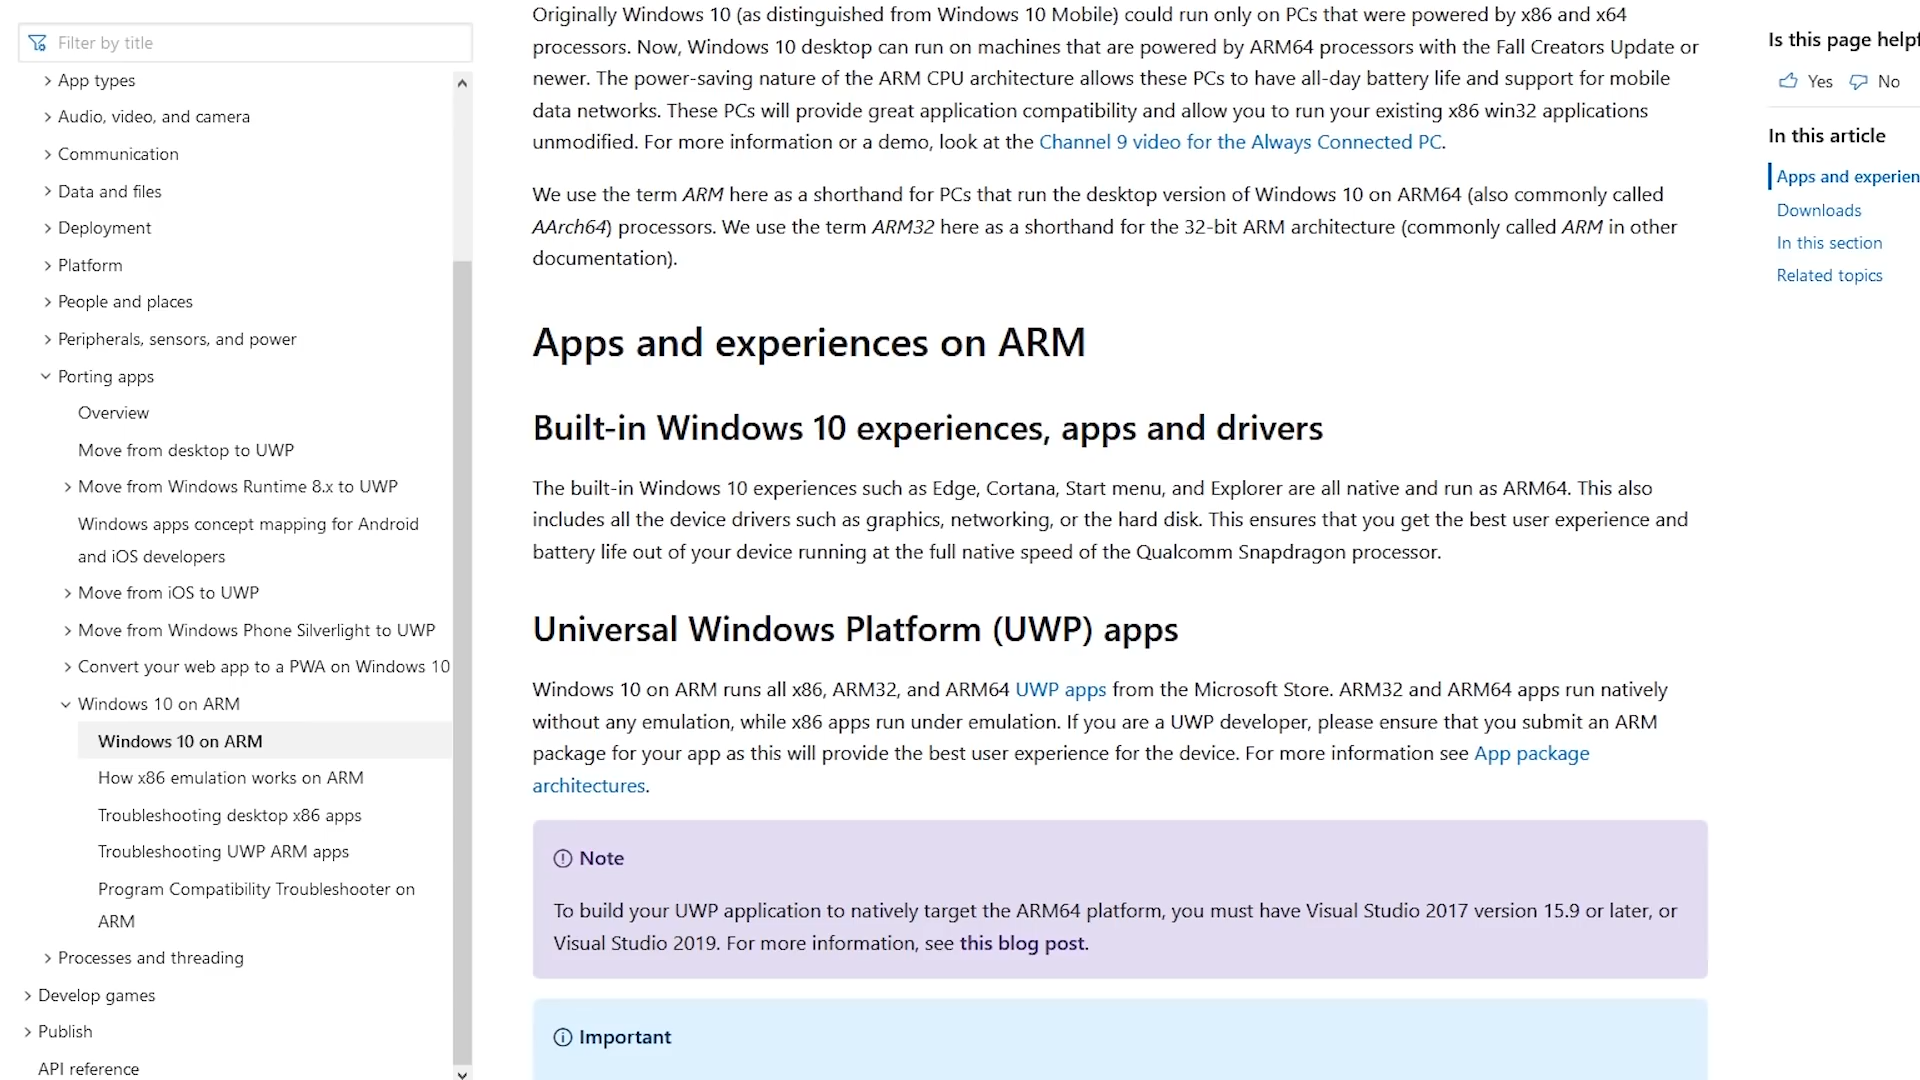 Filter by title
App types
Audio, video, and camera
Communication
Data and files
Deployment
Platform
People and places
Peripherals, sensors, and power
Porting apps
Overview
Move from desktop to UWP
Move from Windows Runtime 8.x to UWP
Windows apps concept mapping for Android
and iOS developers
Move from iOS to UWP
Move from Windows Phone Silverlight to UWP
Convert your web app to a PWA on Windows 10
Windows 10 on ARM
Windows 10 on ARM
How x86 emulation works on ARM
Troubleshooting desktop x86 apps
Troubleshooting UWP ARM apps
Program Compatibility Troubleshooter on
ARM
Processes and threading
Develop games
Publish
API reference
Originally Windows 10 (as distinguished from Windows 10 Mobile) could run only on PCs that were powered by x86 and x64
processors. Now, Windows 10 desktop can run on machines that are powered by ARM64 processors with the Fall Creators Update or
newer. The power-saving nature of the ARM CPU architecture allows these PCs to have all-day battery life and support for mobile
data networks. These PCs will provide great application compatibility and allow you to run your existing x86 win32 applications
unmodified. For more information or a demo, look at the Channel 9 video for the Always Connected PC.
We use the term ARM here as a shorthand for PCs that run the desktop version of Windows 10 on ARM64 (also commonly called
AArch64) processors. We use the term ARM32 here as a shorthand for the 32-bit ARM architecture (commonly called ARM in other
documentation).
Apps and experiences on ARM
Built-in Windows 10 experiences, apps and drivers
The built-in Windows 10 experiences such as Edge, Cortana, Start menu, and Explorer are all native and run as ARM64. This also
includes all the device drivers such as graphics, networking, or the hard disk. This ensures that you get the best user experience and
battery life out of your device running at the full native speed of the Qualcomm Snapdragon processor.
Universal Windows Platform (UWP) apps
Windows 10 on ARM runs all x86, ARM32, and ARM64 UWP apps from the Microsoft Store. ARM32 and ARM64 apps run natively
without any emulation, while x86 apps run under emulation. If you are a UWP developer, please ensure that you submit an ARM
package for your app as this will provide the best user experience for the device. For more information see App package
architectures.
Note
To build your UWP application to natively target the ARM64 platform, you must have Visual Studio 2017 version 15.9 or later, or
Visual Studio 2019. For more information, see this blog post.
Important
Is this page helpf
Yes No
In this article
Apps and experien
Downloads
In this section
Related topics